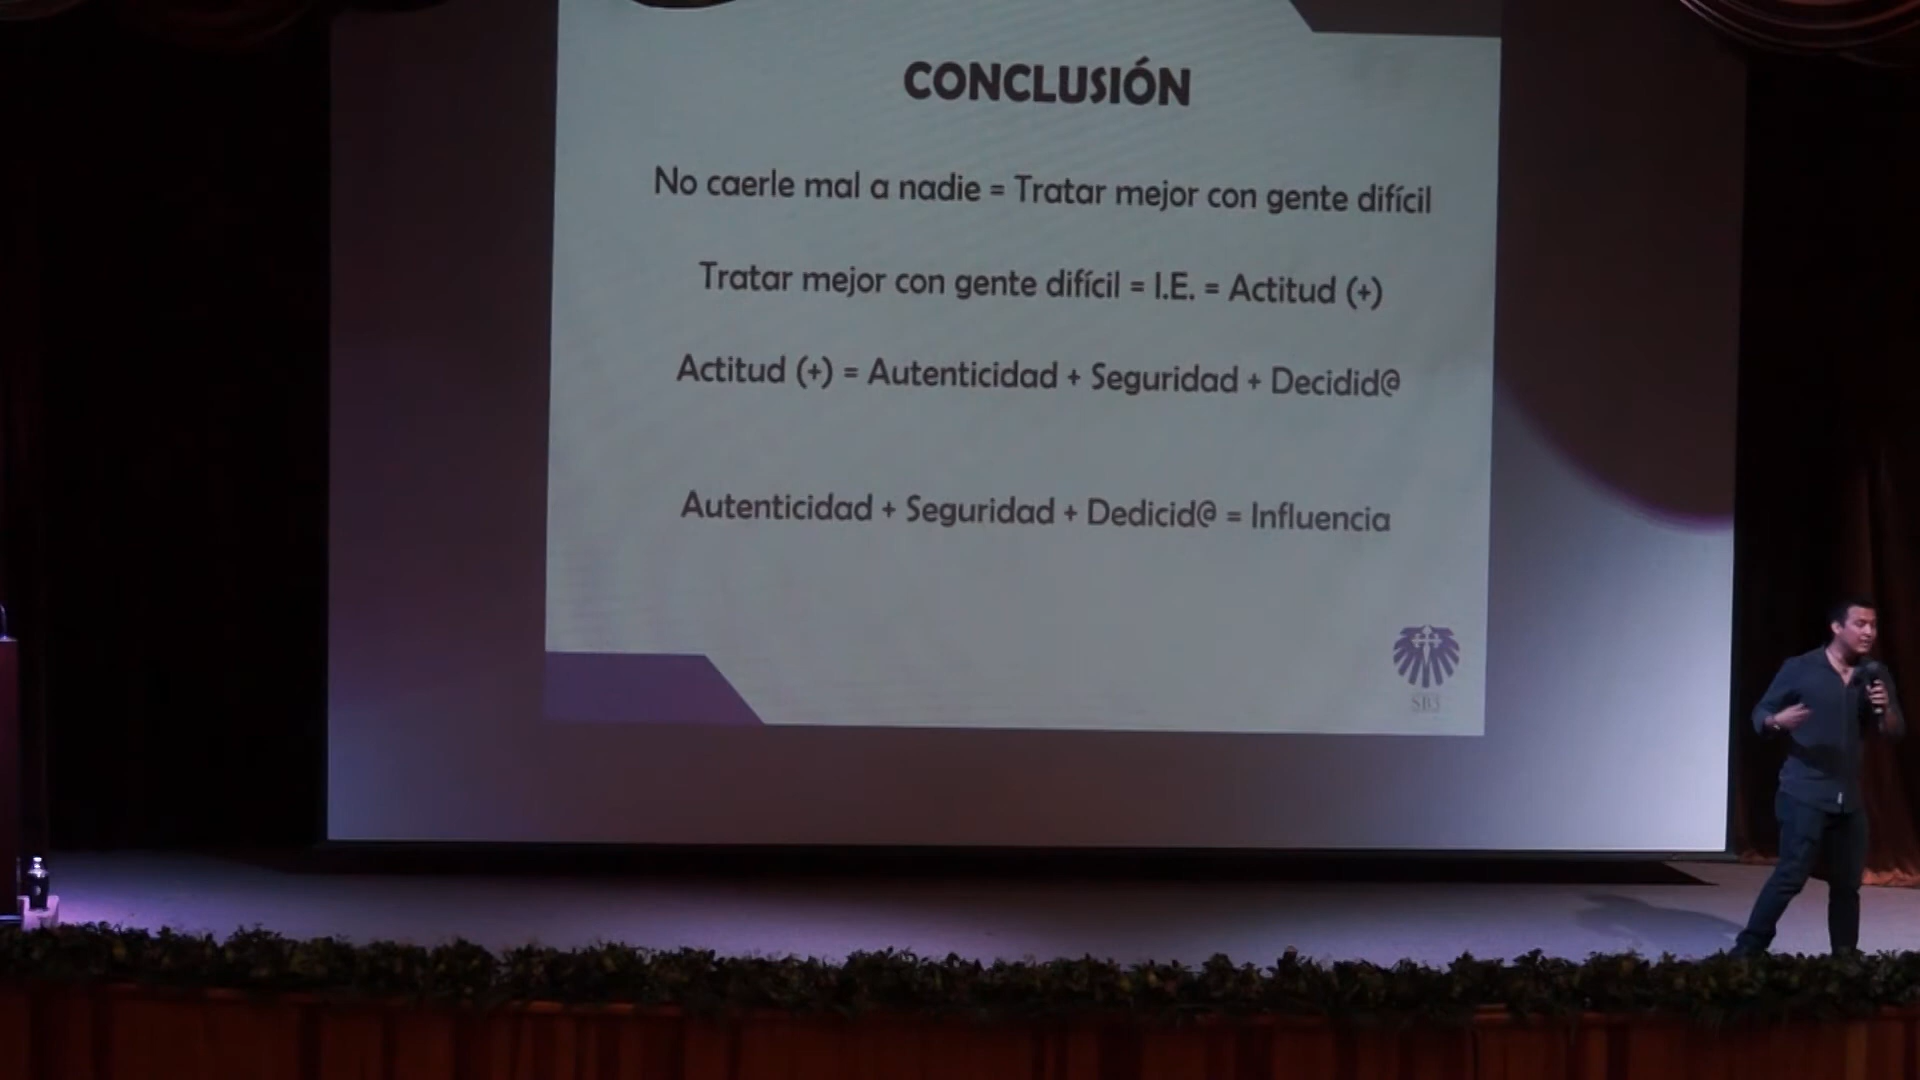 CONCLUSIÓN
No caerle mal a nadie = Tratar mejor con gente difícil
Tratar mejor con gente difícil = I.E. = Actitud (+)
Actitud (+) = Autenticidad + Seguridad + Decidid@
Autenticidad + Seguridad + Dedicid@ = Influencia
SB3